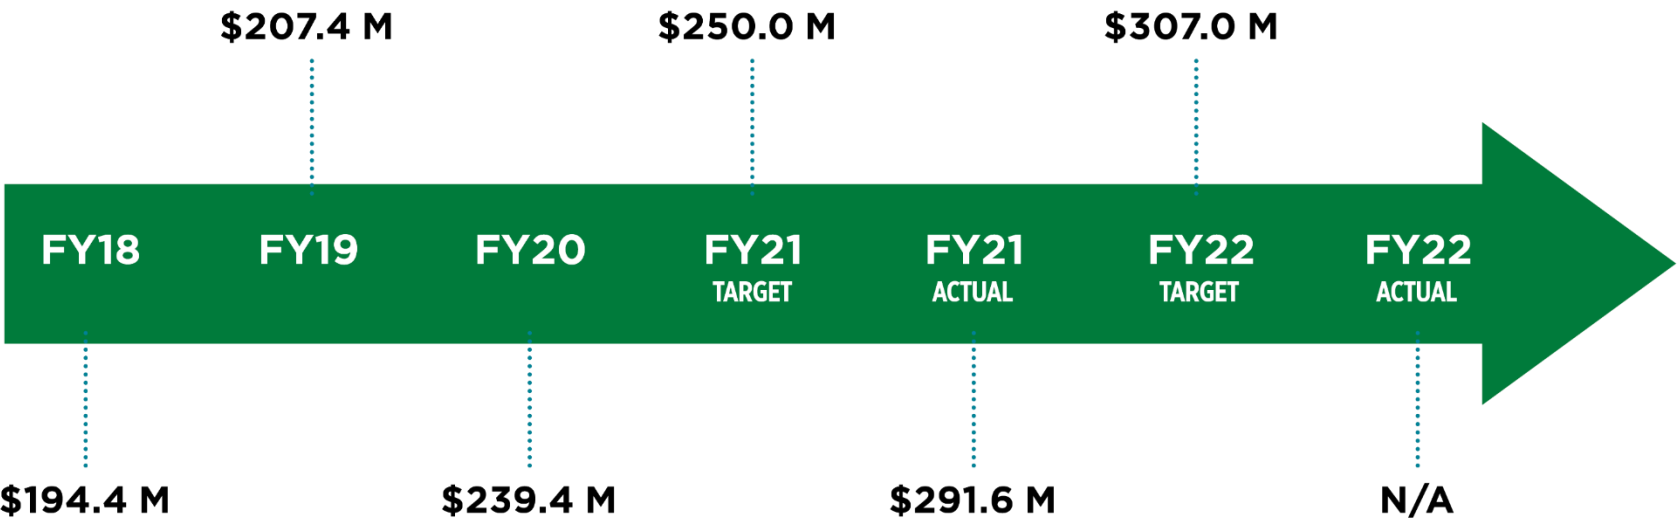 $207.4 M
$250.0 M
$307.0 M
FY18
FY19
FY20
FY21
TARGET
FY21
ACTUAL
FY22
TARGET
FY22
ACTUAL
$194.4 M
$239.4 M
$291.6 M
N/A